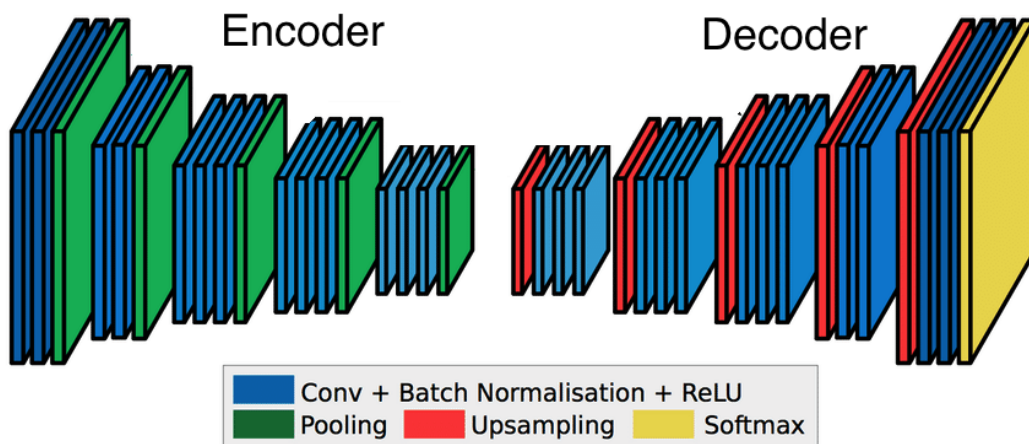 Encoder
Decoder
Conv + Batch Normalisation + ReLU
Pooling
Upsampling
Softmax